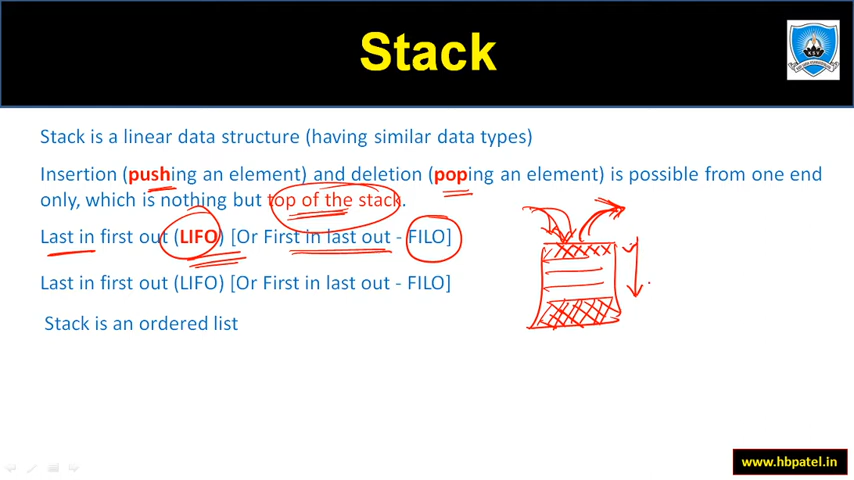 Stack
Stack is a linear data structure (having similar data types)
Insertion (pushing an element) and deletion (poping an element) is possible from one end
only, which is nothing but top of the stack.
Last in first out (LIFO) [Or First in last out - FILO]
Last in first out (LIFO) [Or First in last out - FILO]
Stack is an ordered list
www.hbpatel.in